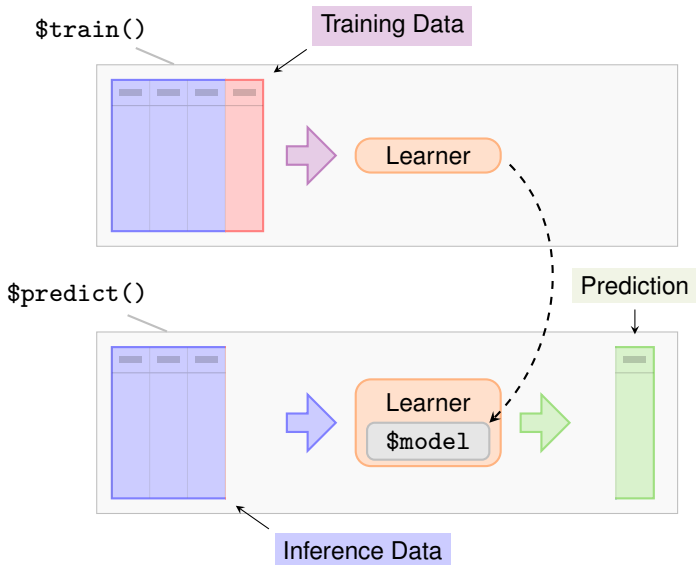 $train()
Training Data
Learner
$predict()
Prediction
Learner
$model
Inference Data